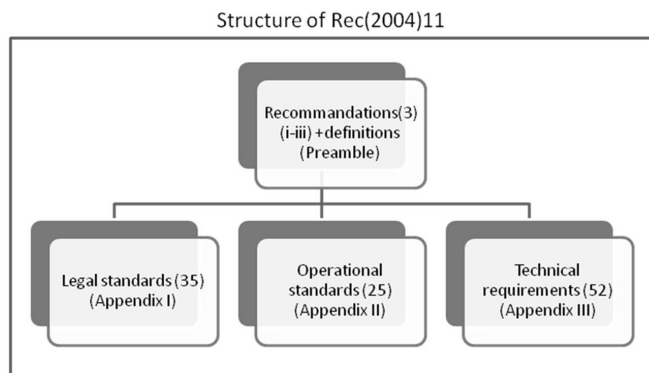 Structure of Rec(2004)11
Recommandations(3)
(i-iii) +definitions
(Preamble)
Legal standards (35)
(Appendix I)
Operational
standards (25)
(Appendix II)
Technical
requirements (52)
(Appendix III)